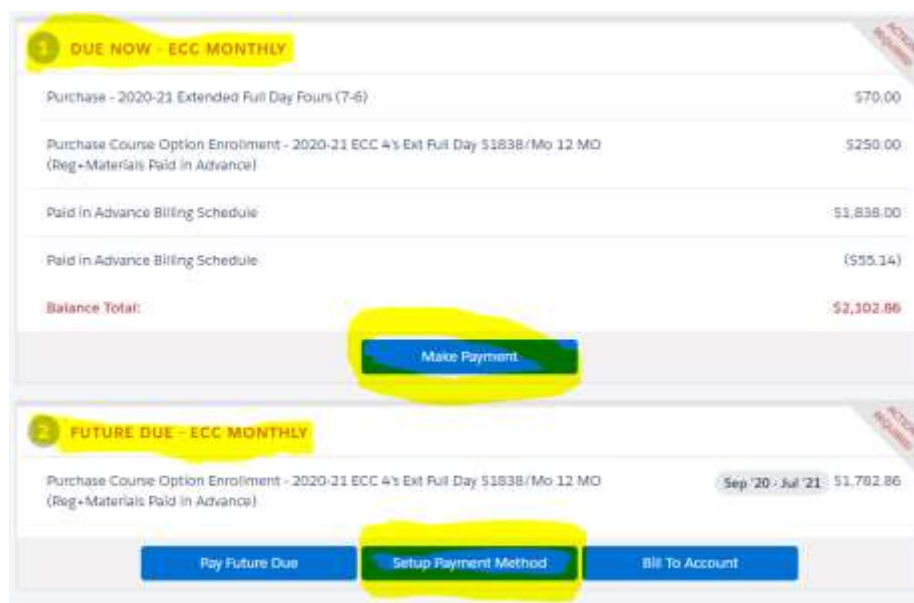 1 DUE NOW - ECC MONTHLY
ACTION REQUIRED
Purchase - 2020-21 Extended Full Day Fours (7-6) $70.00
Purchase Course Option Enrollment - 2020-21 ECC 4's Ext Full Day $1838/Mo 12 MO $250.00
(Reg+Materials Paid in Advance)
Paid in Advance Billing Schedule $1,838.00
Paid in Advance Billing Schedule ($55.14)
Balance Total: $2,102.86
Make Payment
2 FUTURE DUE - ECC MONTHLY
ACTION REQUIRED
Purchase Course Option Enrollment - 2020-21 ECC 4's Ext Full Day $1838/Mo 12 MO Sep '20 - Jul '21 $1,782.86
(Reg+Materials Paid in Advance)
Pay Future Due Setup Payment Method Bill To Account